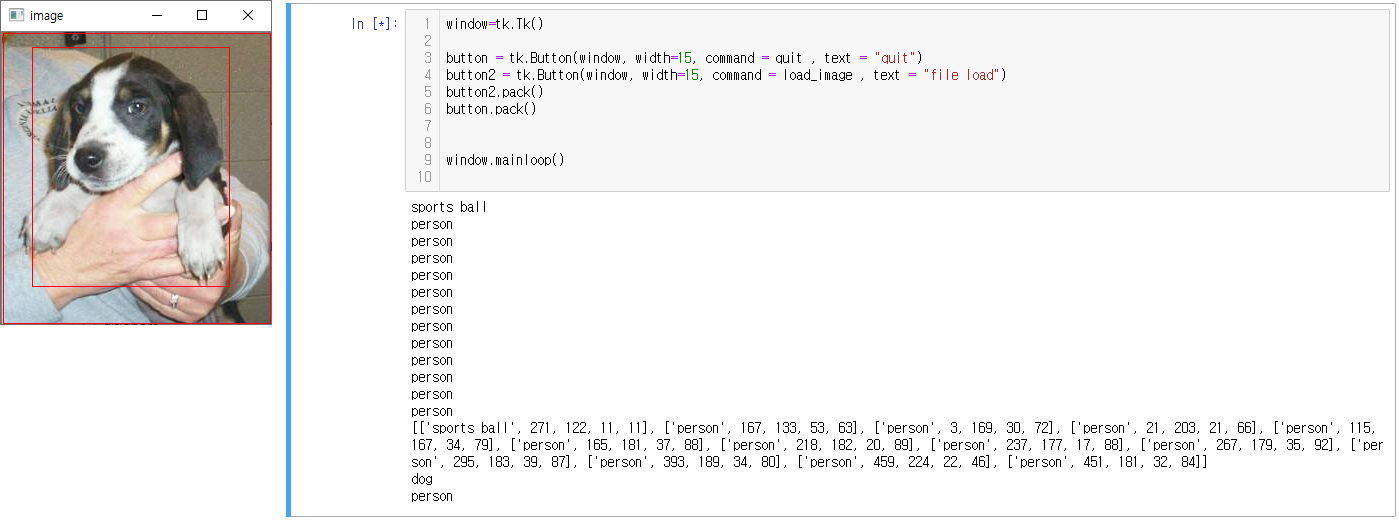 image
In [*]:
1 window=tk.Tk()
2
3 button = tk.Button(window, width=15, command = quit , text = "quit")
4 button2 = tk.Button(window, width=15, command = load_image , text = "file load")
5 button2.pack()
6 button.pack()
7
8
9 window.mainloop()
10
sports ball
person
person
person
person
person
person
person
person
person
person
person
person
[['sports ball', 271, 122, 11, 11], ['person', 167, 133, 53, 63], ['person', 3, 169, 30, 72], ['person', 21, 203, 21, 66], ['person', 115,
167, 34, 79], ['person', 165, 181, 37, 88], ['person', 218, 182, 20, 89], ['person', 237, 177, 17, 88], ['person', 267, 179, 35, 92], ['per
son', 295, 183, 39, 87], ['person', 393, 189, 34, 80], ['person', 459, 224, 22, 46], ['person', 451, 181, 32, 84]]
dog
person